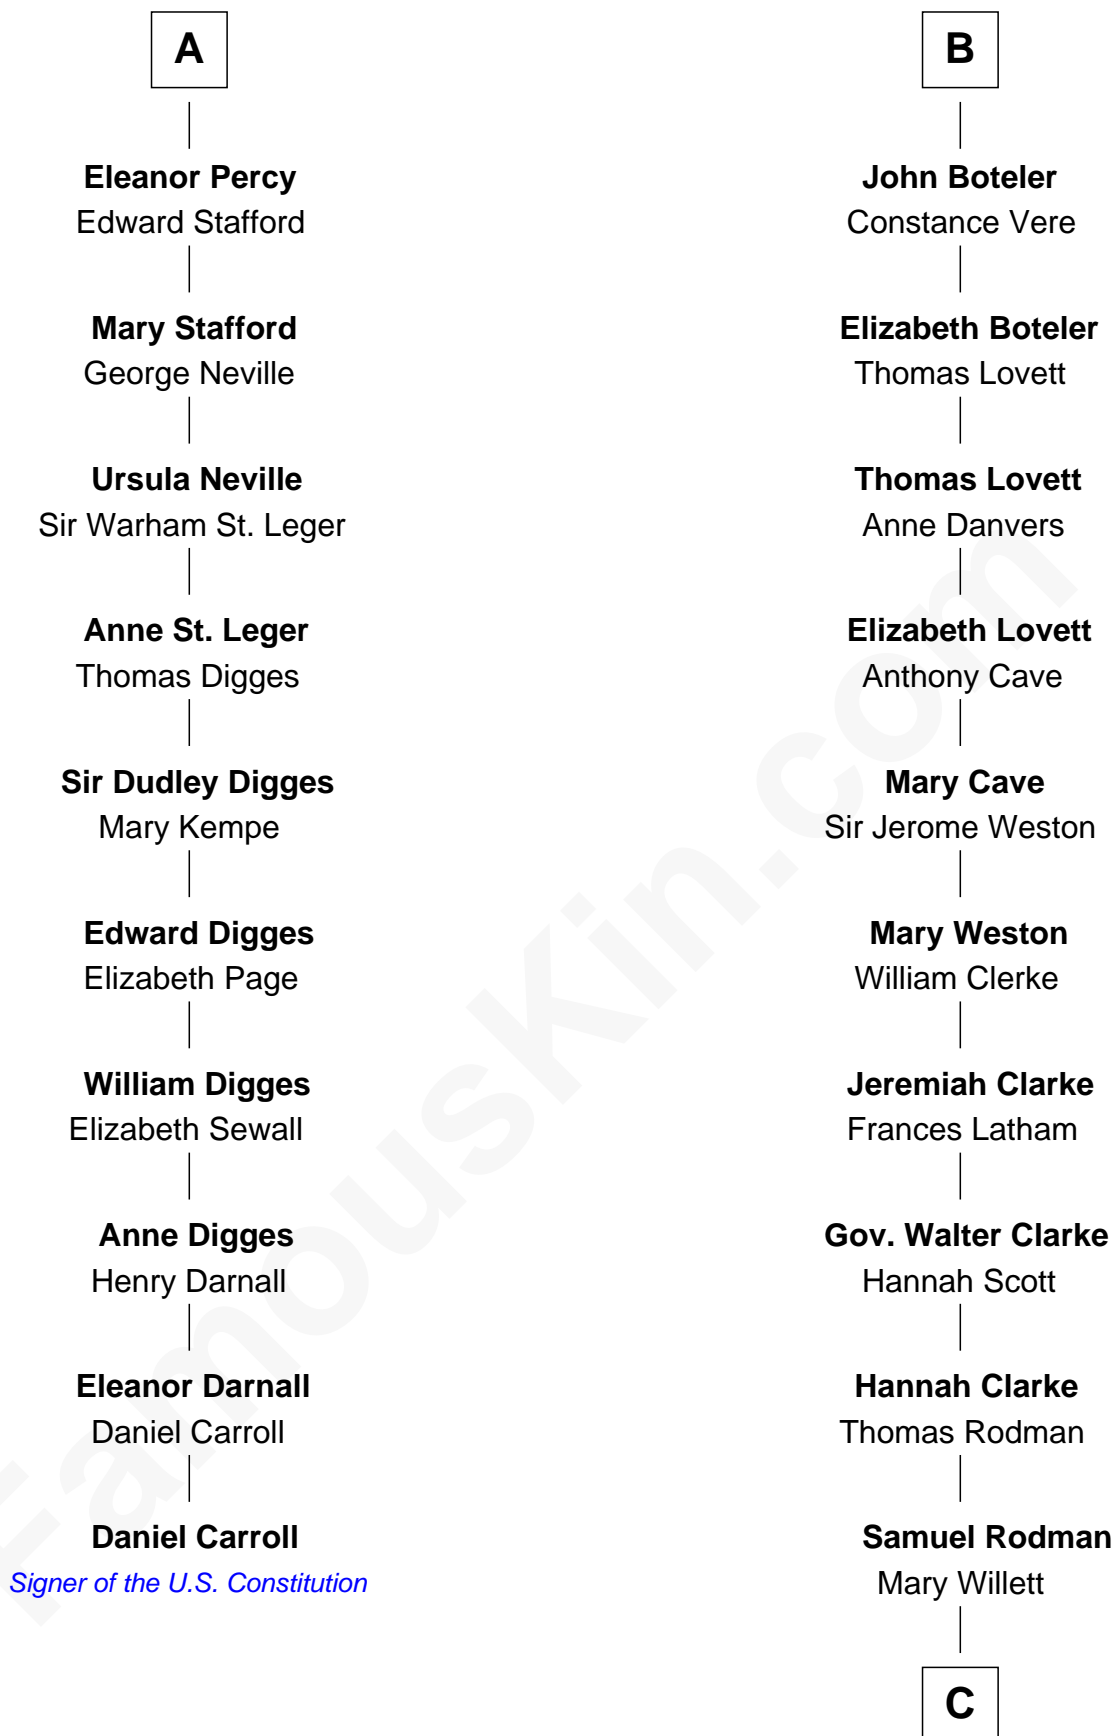 A
Eleanor Percy
Edward Stafford
Mary Stafford
George Neville
Ursula Neville
Sir Warham St. Leger
Anne St. Leger
Thomas Digges
Sir Dudley Digges
Mary Kempe
Edward Digges
Elizabeth Page
William Digges
Elizabeth Sewall
Anne Digges
Henry Darnall
Eleanor Darnall
Daniel Carroll
Daniel Carroll
Signer of the U.S. Constitution
B
John Boteler
Constance Vere
Elizabeth Boteler
Thomas Lovett
Thomas Lovett
Anne Danvers
Elizabeth Lovett
Anthony Cave
Mary Cave
Sir Jerome Weston
Mary Weston
William Clerke
Jeremiah Clarke
Frances Latham
Gov. Walter Clarke
Hannah Scott
Hannah Clarke
Thomas Rodman
Samuel Rodman
Mary Willett
C
FamousKin.com